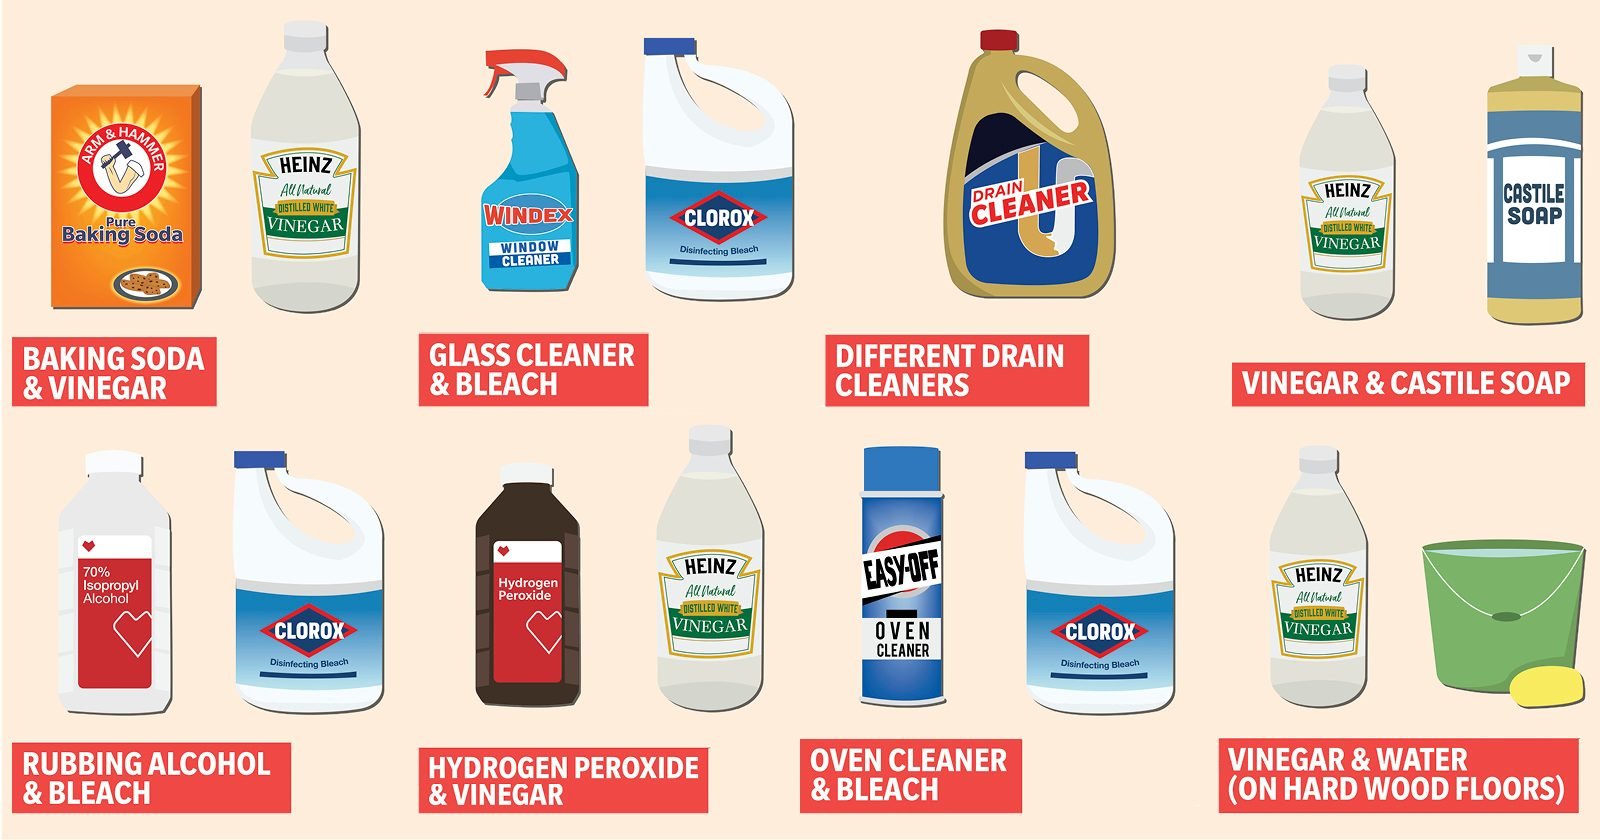 ARM & HAMMER
Pure
Baking Soda
HEINZ
All Natural
DISTILLED WHITE
VINEGAR
BAKING SODA
& VINEGAR
WINDEX
WINDOW
CLEANER
CLOROX
Disinfecting Bleach
GLASS CLEANER
& BLEACH
DRAIN
CLEANER
DIFFERENT DRAIN
CLEANERS
HEINZ
All Natural
DISTILLED WHITE
VINEGAR
CASTILE
SOAP
VINEGAR & CASTILE SOAP
70%
Isopropyl
Alcohol
CLOROX
Disinfecting Bleach
RUBBING ALCOHOL
& BLEACH
Hydrogen
Peroxide
HEINZ
All Natural
DISTILLED WHITE
VINEGAR
HYDROGEN PEROXIDE
& VINEGAR
EASY-OFF
OVEN
CLEANER
CLOROX
Disinfecting Bleach
OVEN CLEANER
& BLEACH
HEINZ
All Natural
DISTILLED WHITE
VINEGAR
VINEGAR & WATER
(ON HARD WOOD FLOORS)